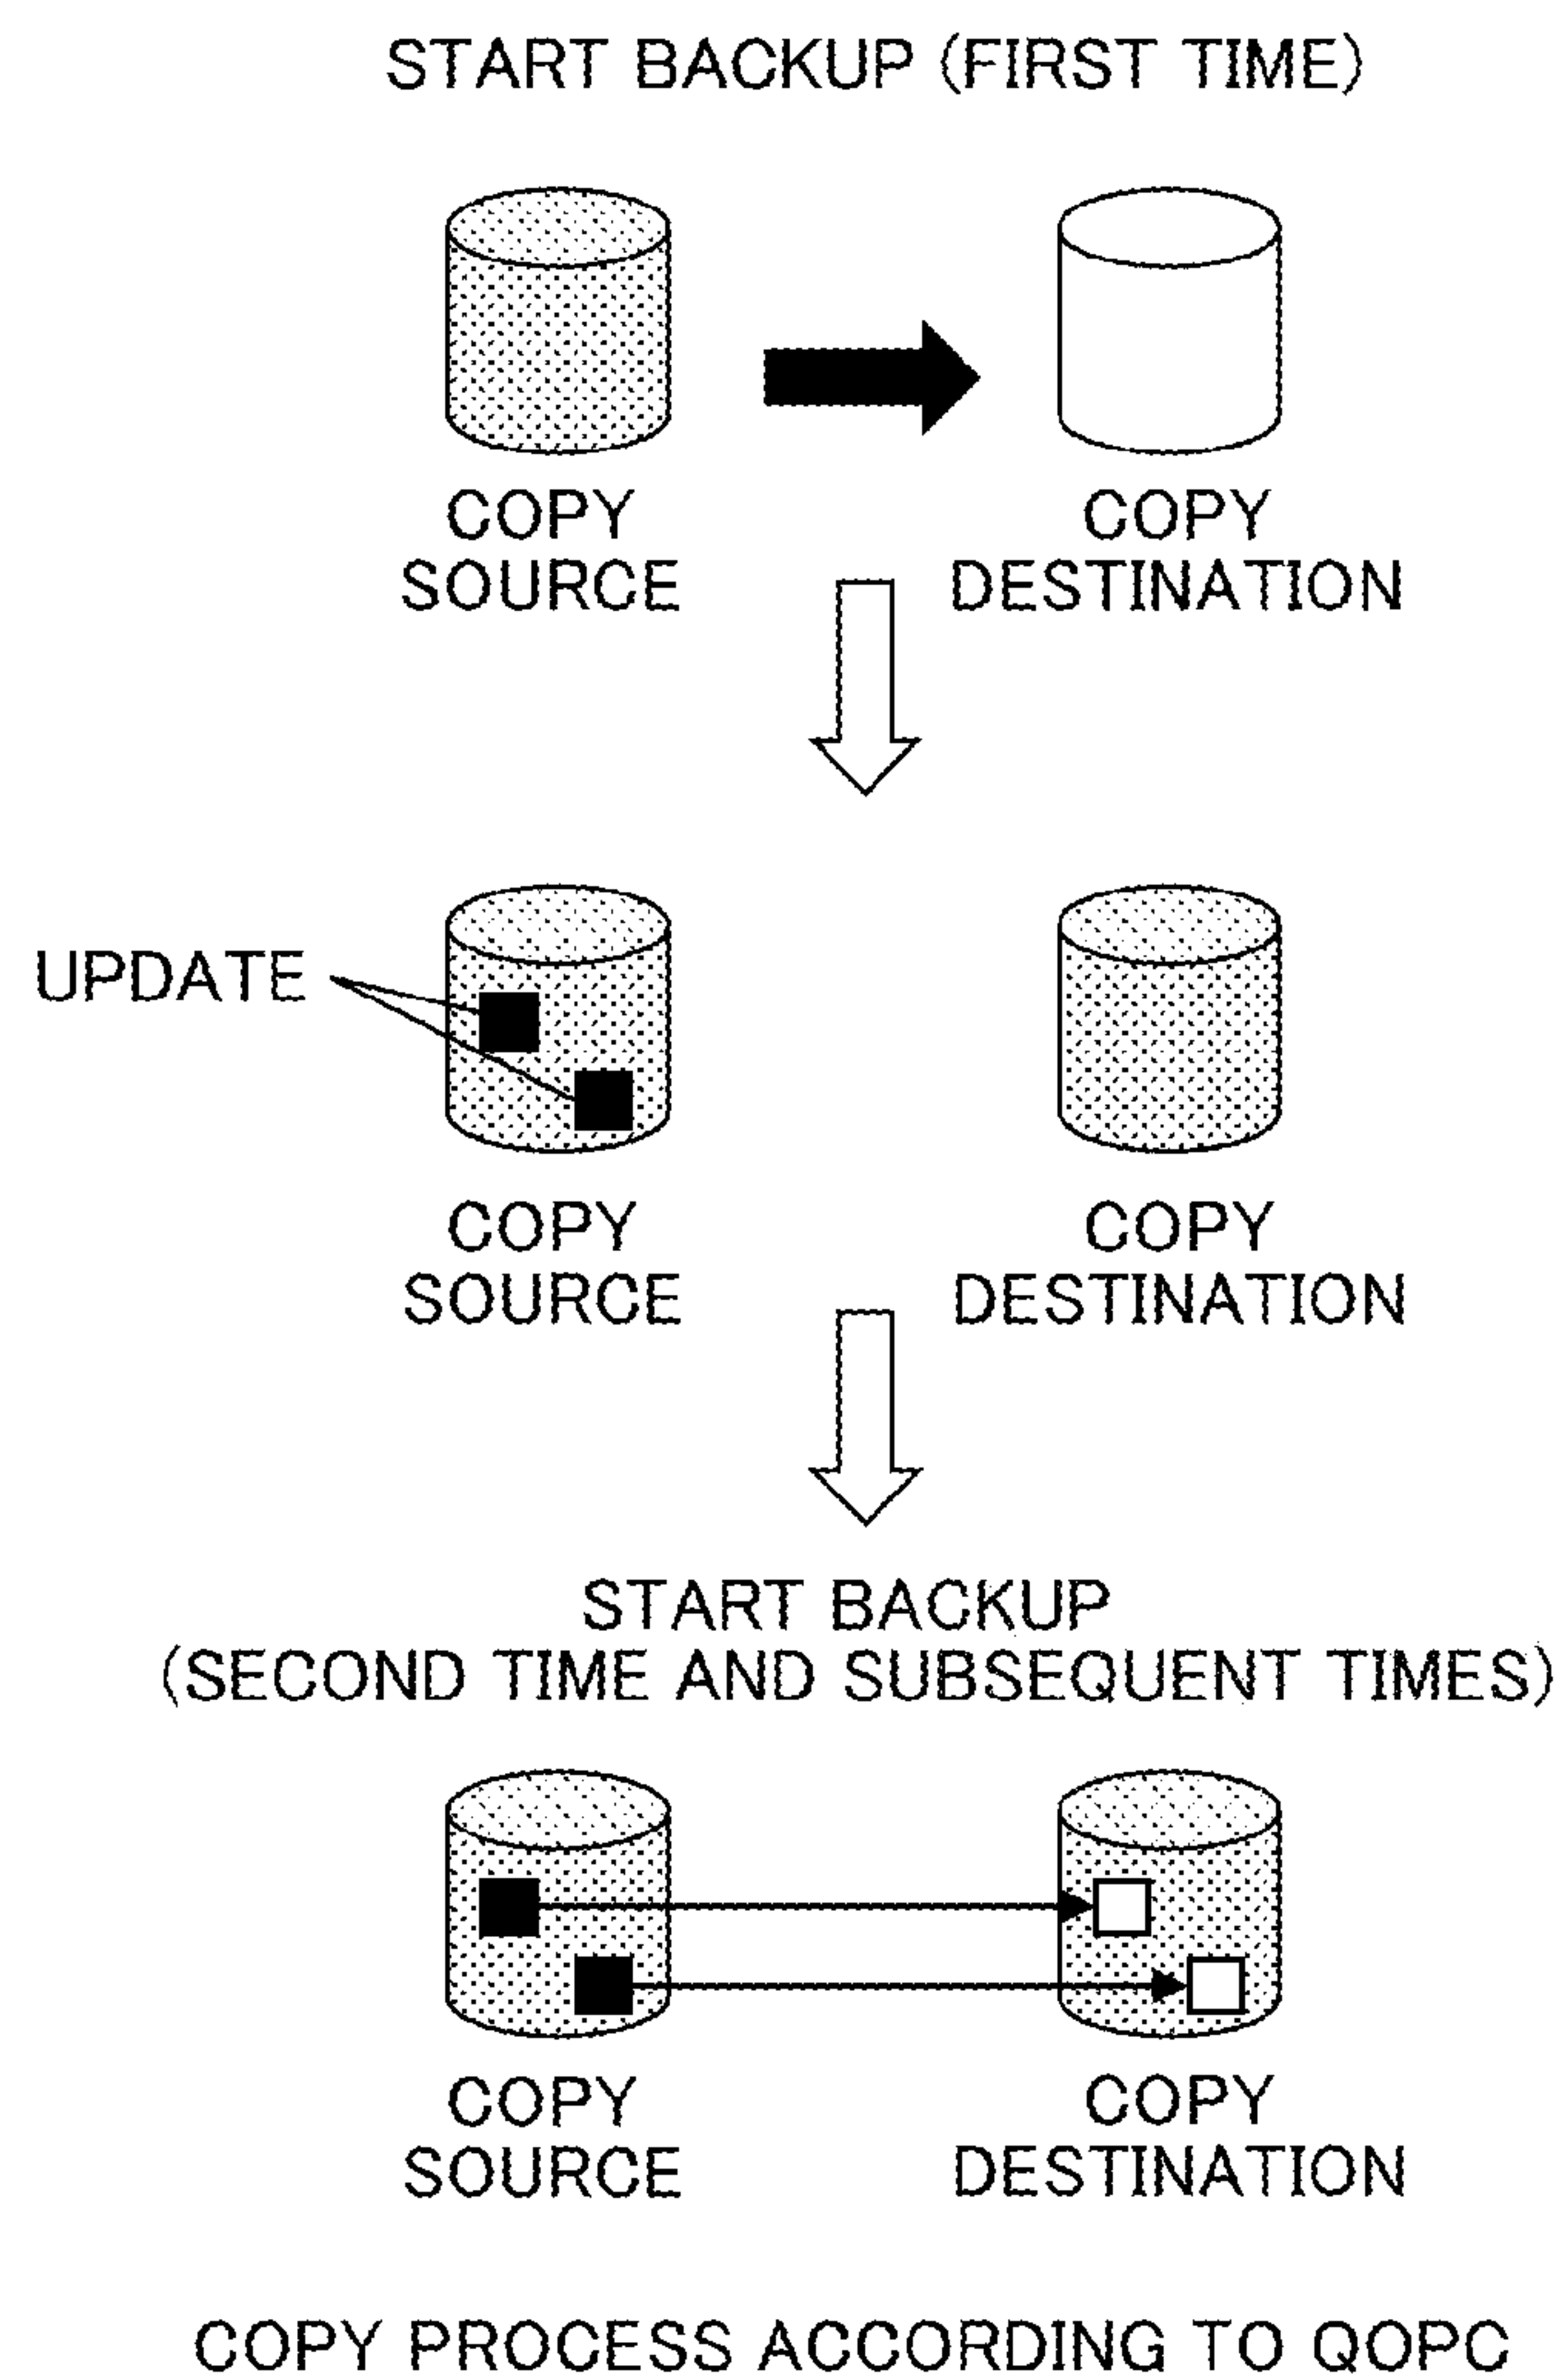 START BACKUP (FIRST TIME)
COPY
SOURCE
COPY
DESTINATION
UPDATE
COPY
SOURCE
COPY
DESTINATION
START BACKUP
(SECOND TIME AND SUBSEQUENT TIMES)
COPY
SOURCE
COPY
DESTINATION
COPY PROCESS ACCORDING TO QOPC